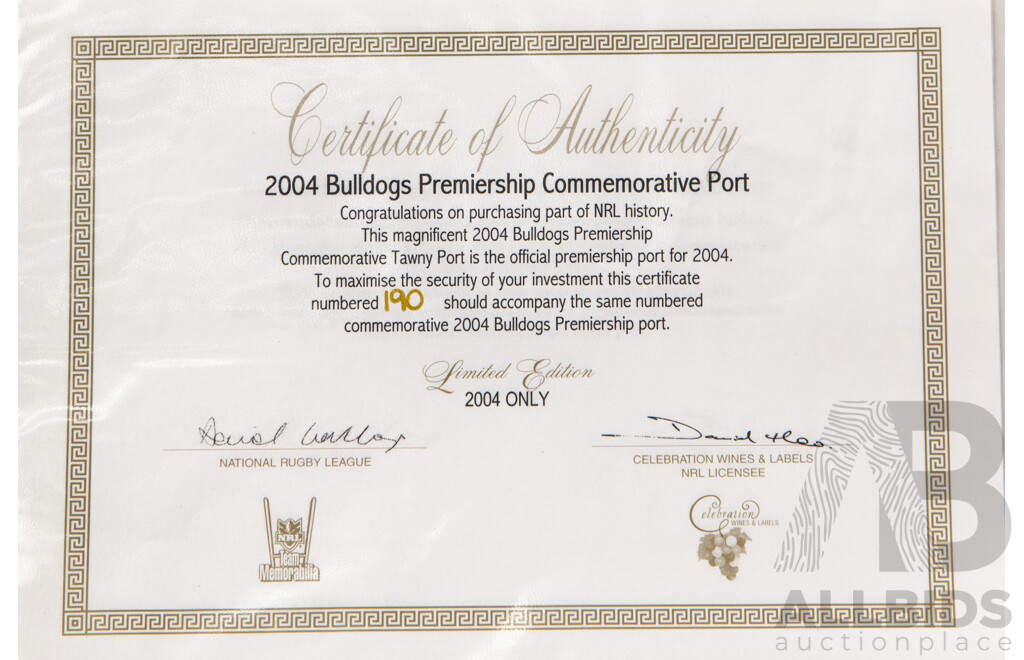 Certificate of Authenticity
2004 Bulldogs Premiership Commemorative Port
Congratulations on purchasing part of NRL history.
This magnificent 2004 Bulldogs Premiership
Commemorative Tawny Port is the official premiership port for 2004.
To maximise the security of your investment this certificate
numbered 190 should accompany the same numbered
commemorative 2004 Bulldogs Premiership port.
Limited Edition
2004 ONLY
NATIONAL RUGBY LEAGUE
CELEBRATION WINES & LABELS
NRL LICENSEE
NRL
Team
Memorabilia
Celebration
WINES & LABELS
AB
ALLBIDS
auctionplace